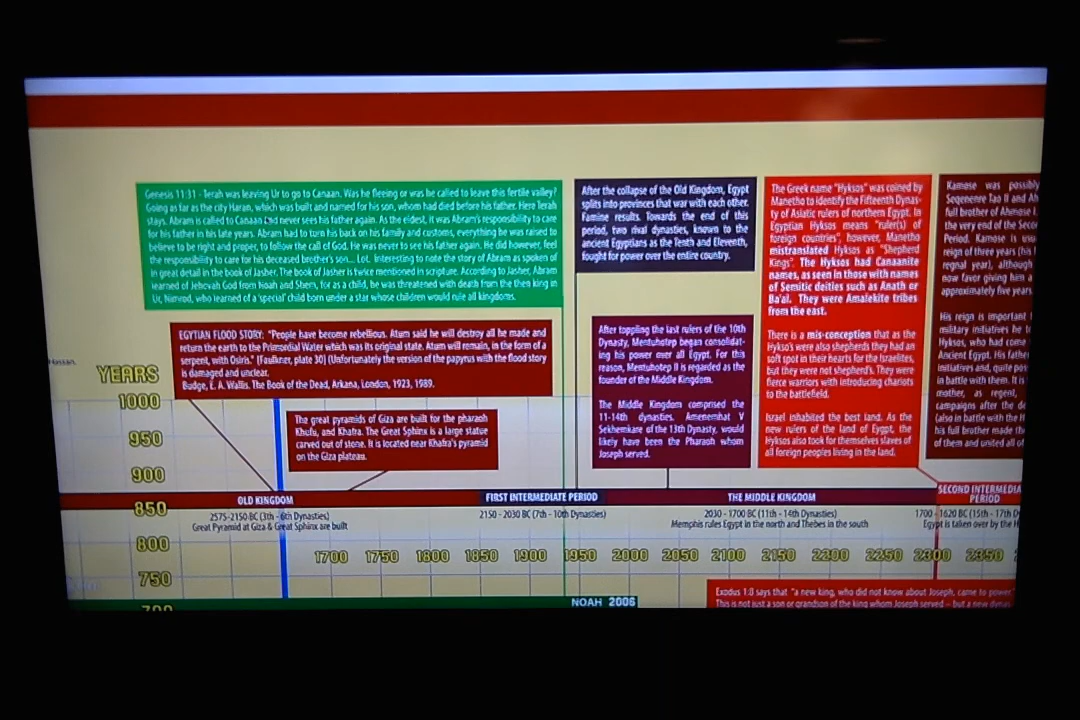 Genesis 11:31 - Terah was leaving Ur to go to Canaan. Was he fleeing or was he called to leave this fertile valley?
Going as far as the city Haran, which was built and named for his son, whom had died before his father. Here Terah
stays. Abram is called to Canaan and never sees his father again. As the eldest, it was Abram's responsibility to care
for his father in his late years. Abram had to turn his back on his family and customs, everything he was raised to
believe to be right and proper, to follow the call of God. He was never to see his father again. He did however, feel
the responsibility to care for his deceased brother's son... Lot. Interesting to note the story of Abram as spoken of
in great detail in the book of Jasher. The book of Jasher is twice mentioned in scripture. According to Jasher, Abram
learned of Jehovah God from Noah and Shem, for as a child, he was threatened with death from the then king in
Ur, Nimrod, who learned of a 'special' child born under a star whose children would rule all kingdoms.
EGYTIAN FLOOD STORY: "People have become rebellious. Atum said he will destroy all he made and
return the earth to the Primordial Water which was its original state. Atum will remain, in the form of a
serpent, with Osiris." [Faulkner, plate 30] (Unfortunately the version of the papyrus with the flood story
is damaged and unclear.
Budge, E. A. Wallis. The Book of the Dead, Arkana, London, 1923, 1989.
The great pyramids of Giza are built for the pharaoh
Khufu, and Khafra. The Great Sphinx is a large statue
carved out of stone. It is located near Khafra's pyramid
on the Giza plateau.
After the collapse of the Old Kingdom, Egypt
splits into provinces that war with each other.
Famine results. Towards the end of this
period, two rival dynasties, known to the
ancient Egyptians as the Tenth and Eleventh,
fought for power over the entire country.
After toppling the last rulers of the 10th
Dynasty, Mentuhotep began consolidat-
ing his power over all Egypt. For this
reason, Mentuhotep II is regarded as the
founder of the Middle Kingdom.
The Middle Kingdom comprised the
11-14th dynasties. Amenemhat V
Sekhemkare of the 13th Dynasty, would
likely have been the Pharaoh whom
Joseph served.
The Greek name "Hyksos" was coined by
Manetho to identify the Fifteenth Dynas-
ty of Asiatic rulers of northern Egypt. In
Egyptian Hyksos means "ruler(s) of
foreign countries", however, Manetho
mistranslated Hyksos as "Shepherd
Kings". The Hyksos had Canaanite
names, as seen in those with names
of Semitic deities such as Anath or
Ba'al. They were Amalekite tribes
from the east.
There is a mis-conception that as the
Hykso's were also shepherds they had an
soft spot in their hearts for the Israelites,
but they were not shepherd's. They were
fierce warriors with introducing chariots
to the battlefield.
Israel inhabited the best land. As the
new rulers of the land of Egypt, the
Hyksos also took for themselves slaves of
all foreign peoples living in the land.
Kamose was possibly
Seqenenre Tao II and Ah
full brother of Ahmose I
the very end of the Seco
Period. Kamose is usu
reign of three years (his
regnal year), although
now favor giving him a
approximately five years
His reign is important
military initiatives he t
Hyksos, who had come
Ancient Egypt. His fathe
initiatives and, quite pos
in battle with them. It is
mother, as regent,
campaigns after the de
(also in battle with the H
his full brother made th
of them and united all of
YEARS
1000
950
900
850
800
750
700
OLD KINGDOM
2575-2150 BC (3th - 6th Dynasties)
Great Pyramid at Giza & Great Sphinx are built
FIRST INTERMEDIATE PERIOD
2150 - 2030 BC (7th - 10th Dynasties)
THE MIDDLE KINGDOM
2030 - 1700 BC (11th - 14th Dynasties)
Memphis rules Egypt in the north and Thebes in the south
SECOND INTERMEDIA
PERIOD
1700 - 1620 BC (15th - 17th D
Egypt is taken over by the H
1700 1750 1800 1850 1900 1950 2000 2050 2100 2150 2200 2250 2300 2350
NOAH 2006
Exodus 1:8 says that "a new king, who did not know about Joseph, came to power"
This is not just a son or grandson of the king whom Joseph served – but a new dynas